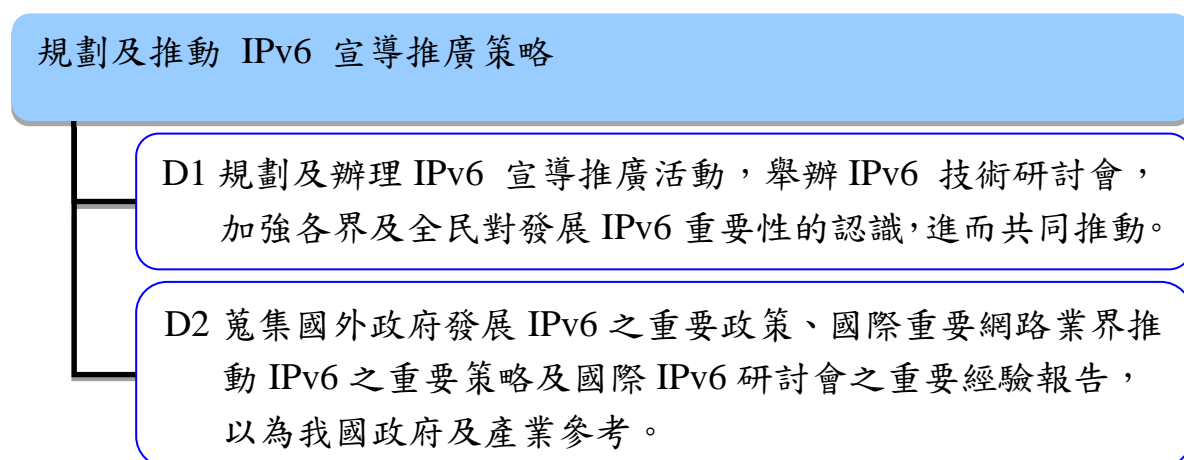 規劃及推動 IPv6 宣導推廣策略
D1 規劃及辦理 IPv6 宣導推廣活動，舉辦 IPv6 技術研討會，
加強各界及全民對發展 IPv6 重要性的認識，進而共同推動。
D2 蒐集國外政府發展 IPv6 之重要政策、國際重要網路業界推
動 IPv6 之重要策略及國際 IPv6 研討會之重要經驗報告，
以為我國政府及產業參考。